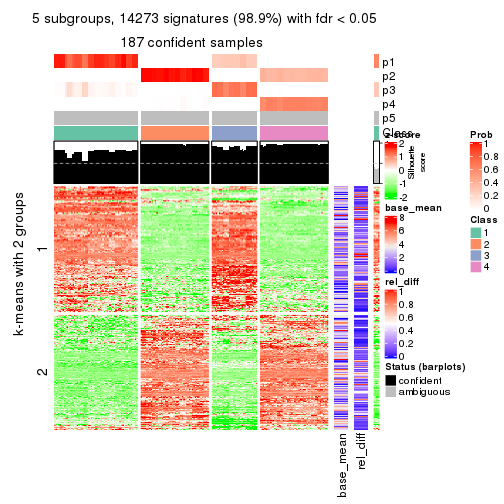 5 subgroups, 14273 signatures (98.9%) with fdr < 0.05
187 confident samples
p1
p2
p3
p4
p5
Class
z-score
2
1
0
-1
-2
Silhouette
score
Prob
1
0.8
0.6
0.4
0.2
0
base_mean
8
6
4
2
0
Class
1
2
3
4
rel_diff
1
0.8
0.6
0.4
0.2
0
Status (barplots)
confident
ambiguous
k-means with 2 groups
1
2
base_mean
rel_diff